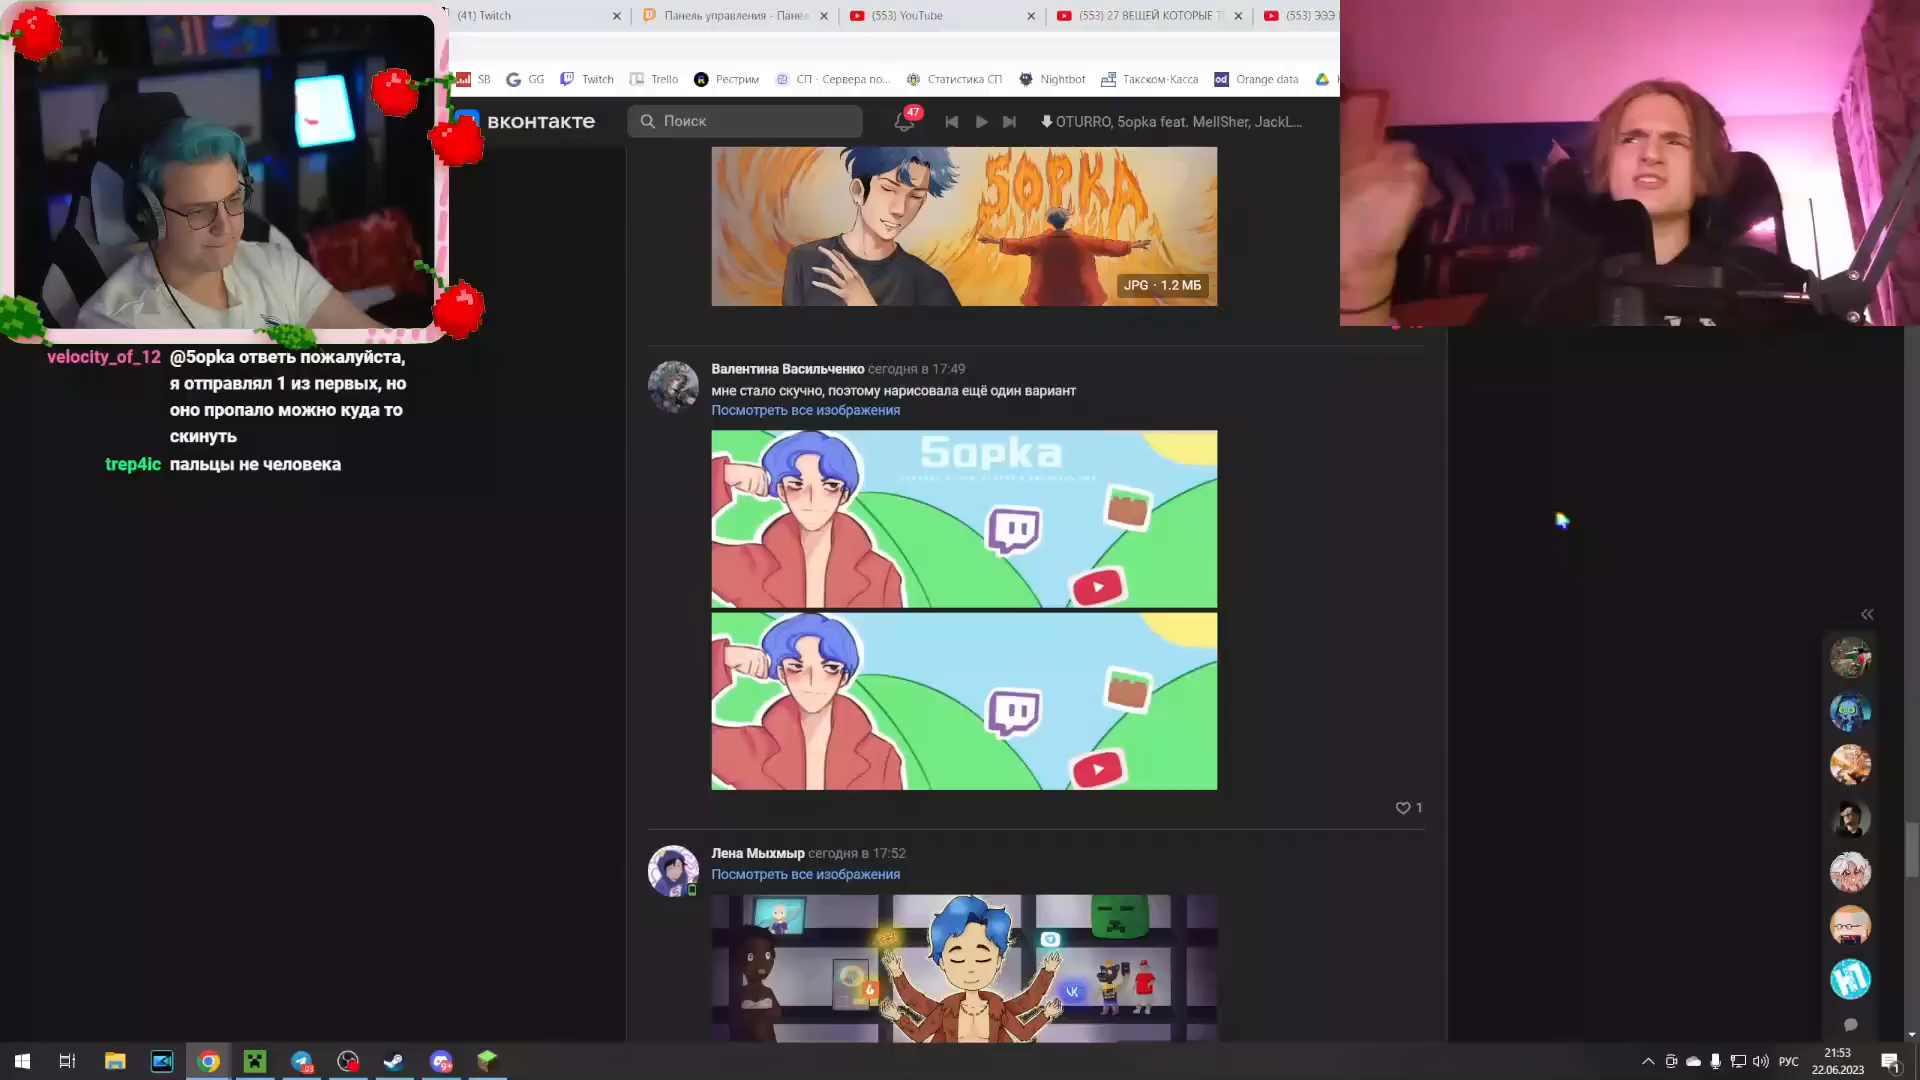 (41) Twitch
Панель управления - Пане
(553) YouTube
(553) 27 ВЕЩЕЙ КОТОРЫЕ Т
(553) ЭЭЭ
SB
GG
Twitch
Trello
Рестрим
СП - Сервера по...
Статистика СП
Nightbot
Такском-Касса
Orange data
вконтакте
Поиск
47
OTURRO, 5opka feat. MellSher, JackL...
5OPKA
JPG · 1.2 МБ
velocity_of_12 @5opka ответь пожалуйста,
я отправлял 1 из первых, но
оно пропало можно куда то
скинуть
trep4ic пальцы не человека
Валентина Васильченко сегодня в 17:49
мне стало скучно, поэтому нарисовала ещё один вариант
Посмотреть все изображения
5opka
1
Лена Мыхмыр сегодня в 17:52
Посмотреть все изображения
РУС
21:53
22.06.2023
1